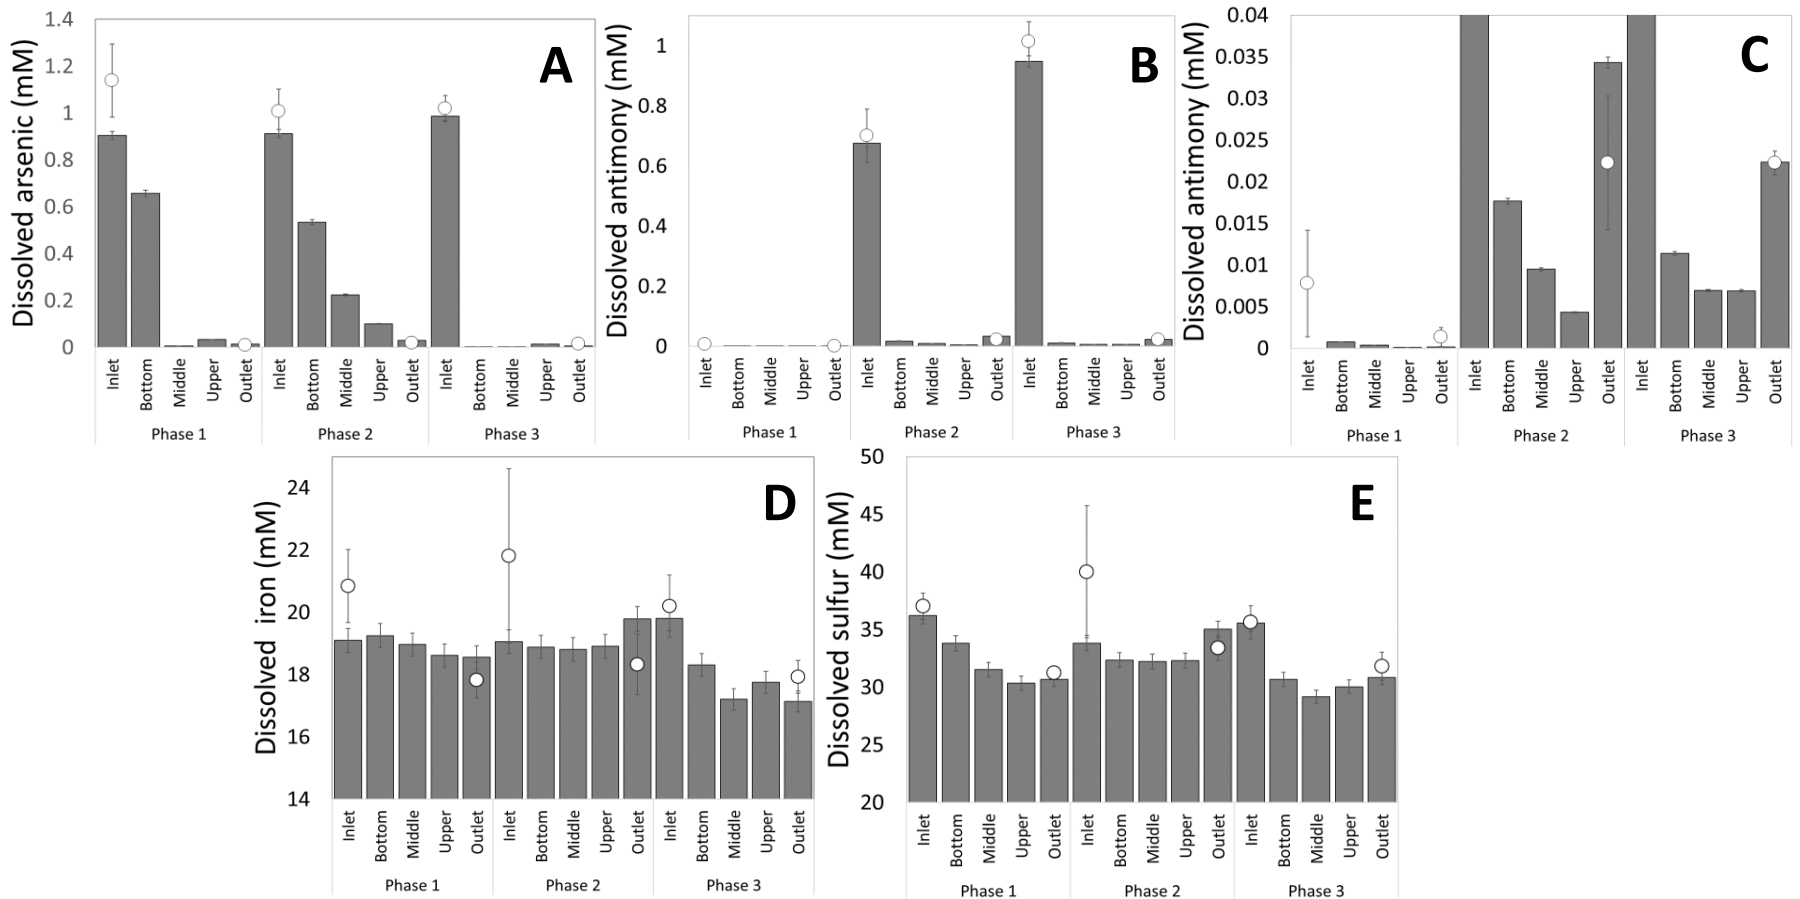 Dissolved arsenic (mM)
1.4
1.2
1
0.8
0.6
0.4
0.2
0
A
Inlet
Bottom
Middle
Upper
Outlet
Inlet
Bottom
Middle
Upper
Outlet
Inlet
Bottom
Middle
Upper
Outlet
Phase 1
Phase 2
Phase 3
Dissolved antimony (mM)
1
0.8
0.6
0.4
0.2
0
B
Inlet
Bottom
Middle
Upper
Outlet
Inlet
Bottom
Middle
Upper
Outlet
Inlet
Bottom
Middle
Upper
Outlet
Phase 1
Phase 2
Phase 3
Dissolved antimony (mM)
0.04
0.035
0.03
0.025
0.02
0.015
0.01
0.005
0
C
Inlet
Bottom
Middle
Upper
Outlet
Inlet
Bottom
Middle
Upper
Outlet
Inlet
Bottom
Middle
Upper
Outlet
Phase 1
Phase 2
Phase 3
Dissolved iron (mM)
24
22
20
18
16
14
D
Inlet
Bottom
Middle
Upper
Outlet
Inlet
Bottom
Middle
Upper
Outlet
Inlet
Bottom
Middle
Upper
Outlet
Phase 1
Phase 2
Phase 3
Dissolved sulfur (mM)
50
45
40
35
30
25
20
E
Inlet
Bottom
Middle
Upper
Outlet
Inlet
Bottom
Middle
Upper
Outlet
Inlet
Bottom
Middle
Upper
Outlet
Phase 1
Phase 2
Phase 3